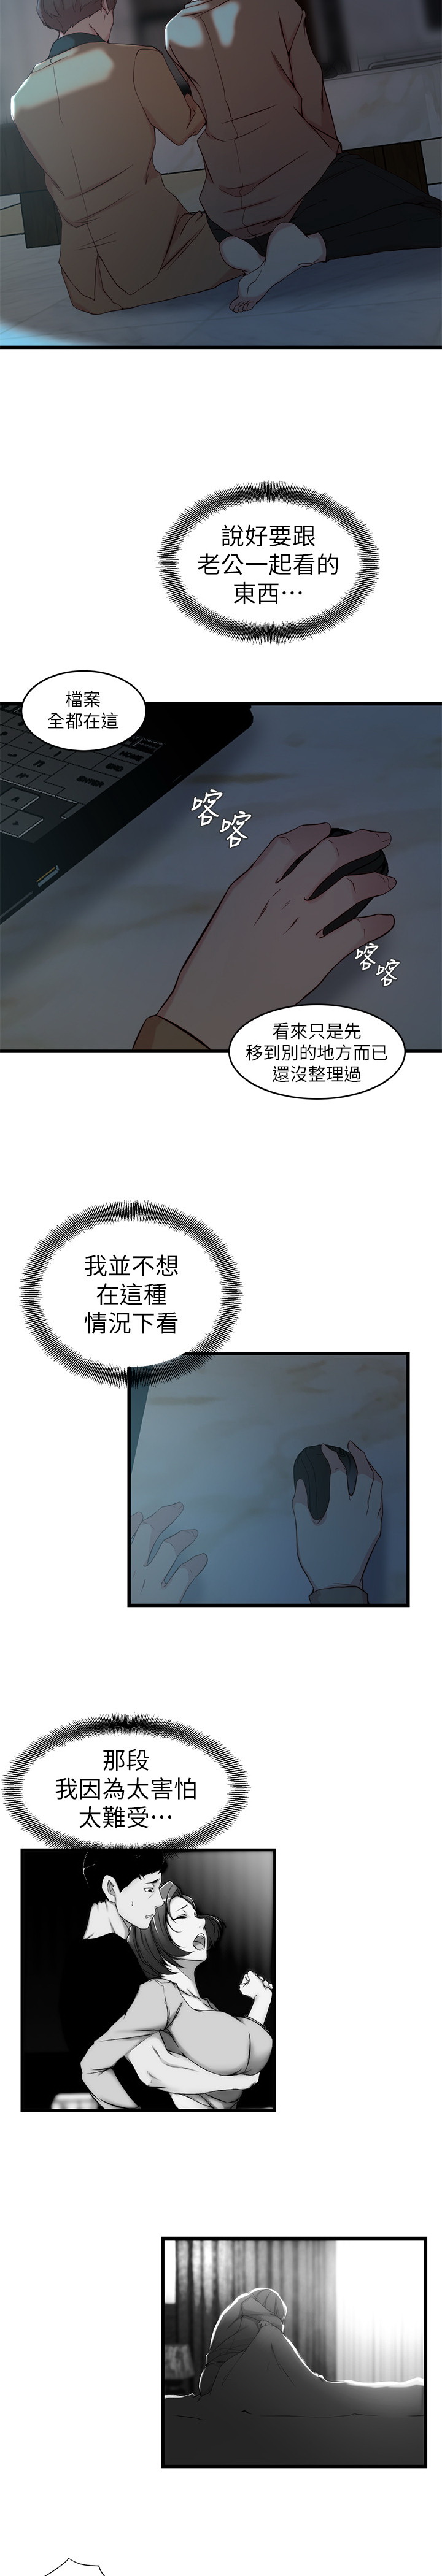 說好要跟
老公一起看的
東西…
檔案
全都在這
喀喀
喀喀
看來只是先
移到別的地方而已
還沒整理過
我並不想
在這種
情況下看
那段
我因為太害怕
太難受…